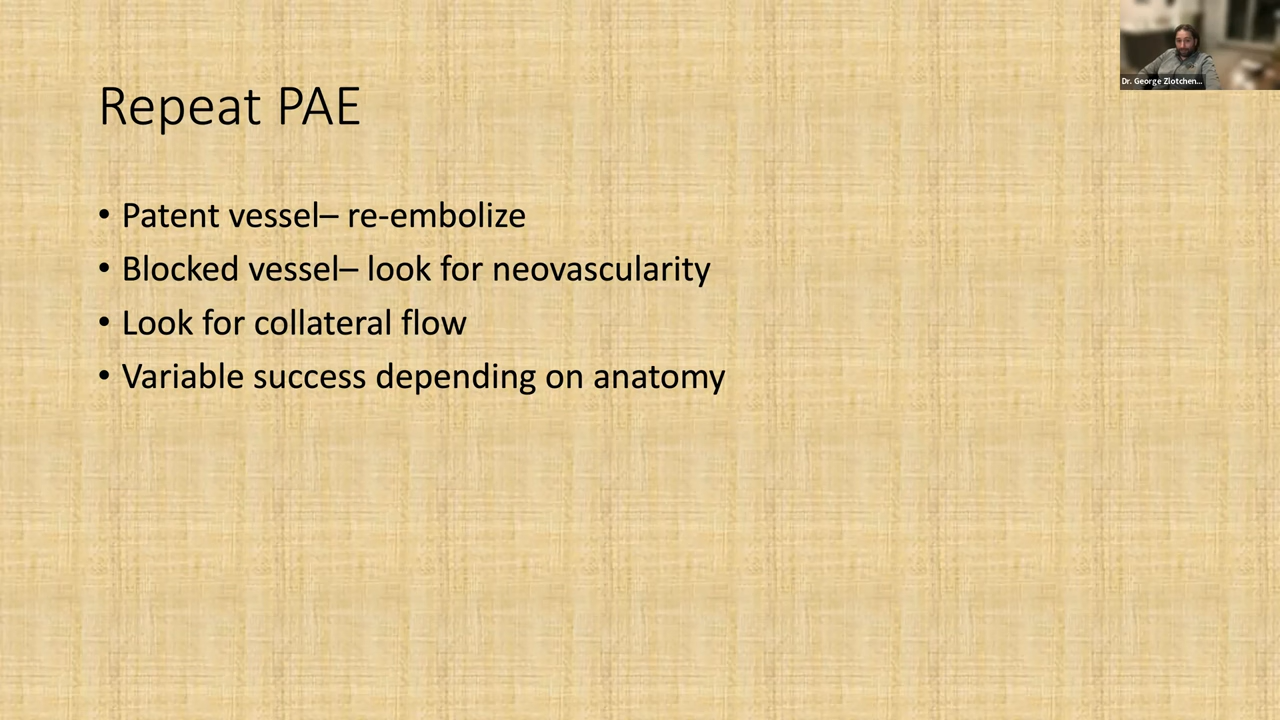 Dr. George Zlotchen...
Repeat PAE
• Patent vessel– re-embolize
• Blocked vessel– look for neovascularity
• Look for collateral flow
• Variable success depending on anatomy